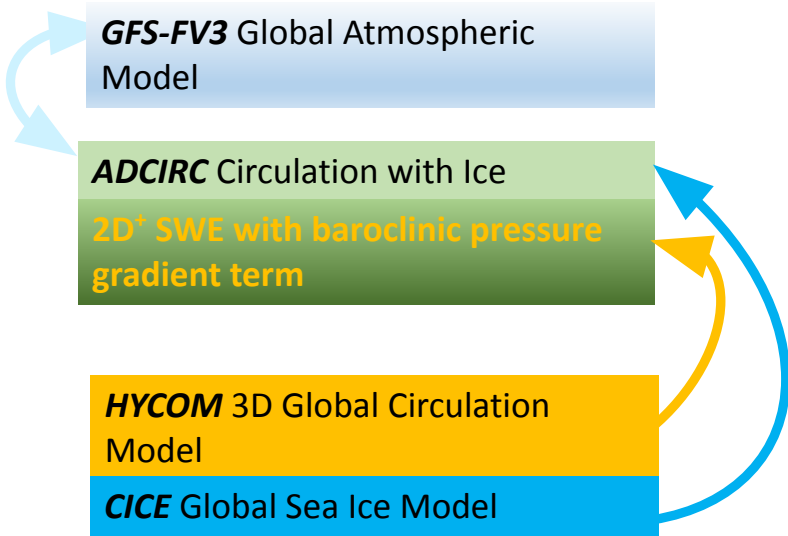 GFS-FV3 Global Atmospheric
Model
ADCIRC Circulation with Ice
2D⁺ SWE with baroclinic pressure
gradient term
HYCOM 3D Global Circulation
Model
CICE Global Sea Ice Model